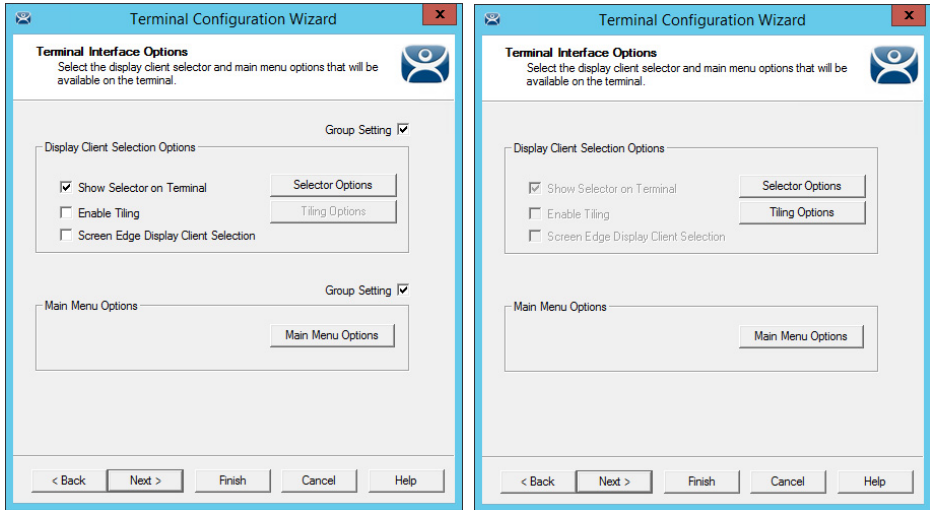 Terminal Configuration Wizard
x
Terminal Interface Options
Select the display client selector and main menu options that will be
available on the terminal.
Group Setting
Display Client Selection Options
Show Selector on Terminal
Selector Options
Enable Tiling
Tiling Options
Screen Edge Display Client Selection
Group Setting
Main Menu Options
Main Menu Options
< Back
Next >
Finish
Cancel
Help
Terminal Configuration Wizard
x
Terminal Interface Options
Select the display client selector and main menu options that will be
available on the terminal.
Display Client Selection Options
Show Selector on Terminal
Selector Options
Enable Tiling
Tiling Options
Screen Edge Display Client Selection
Main Menu Options
Main Menu Options
< Back
Next >
Finish
Cancel
Help